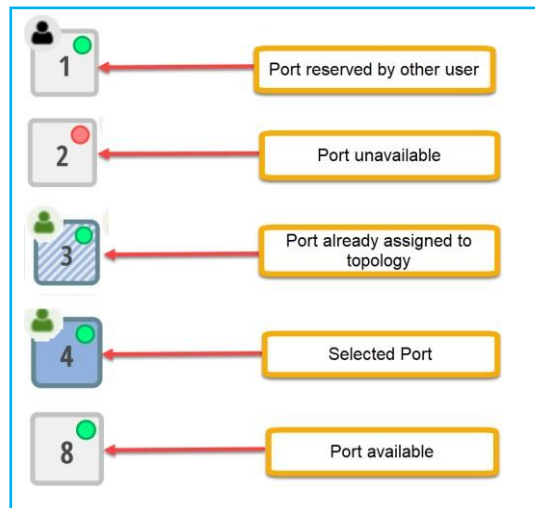 1
Port reserved by other user
2
Port unavailable
3
Port already assigned to
topology
4
Selected Port
8
Port available